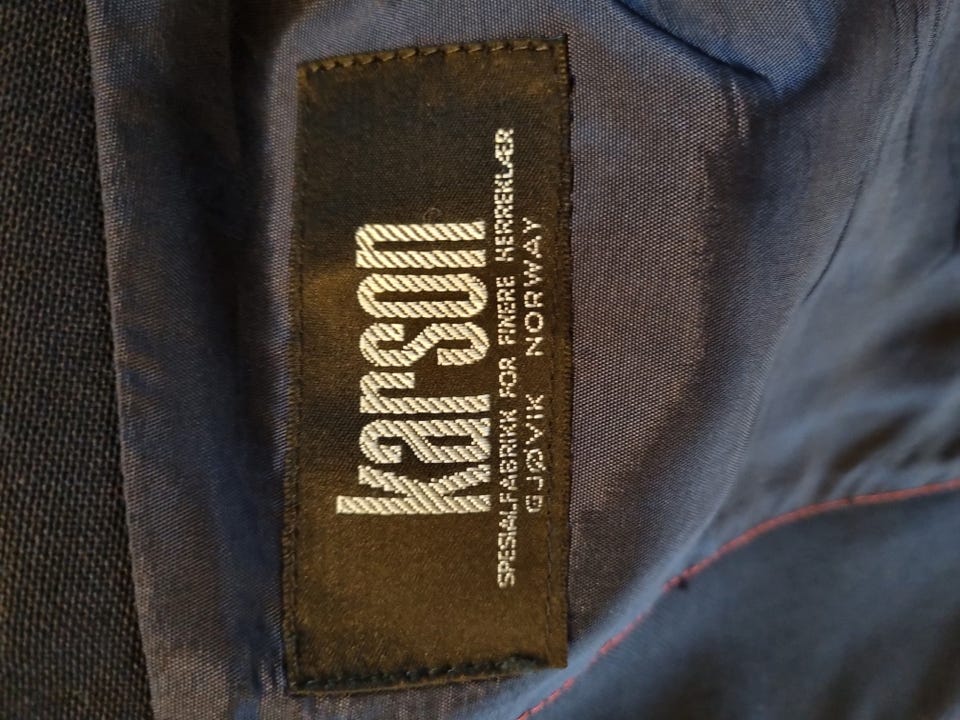 karson
SPESIALFABRIKK FOR FINERE HERREKLÆR
GJØVIK NORWAY